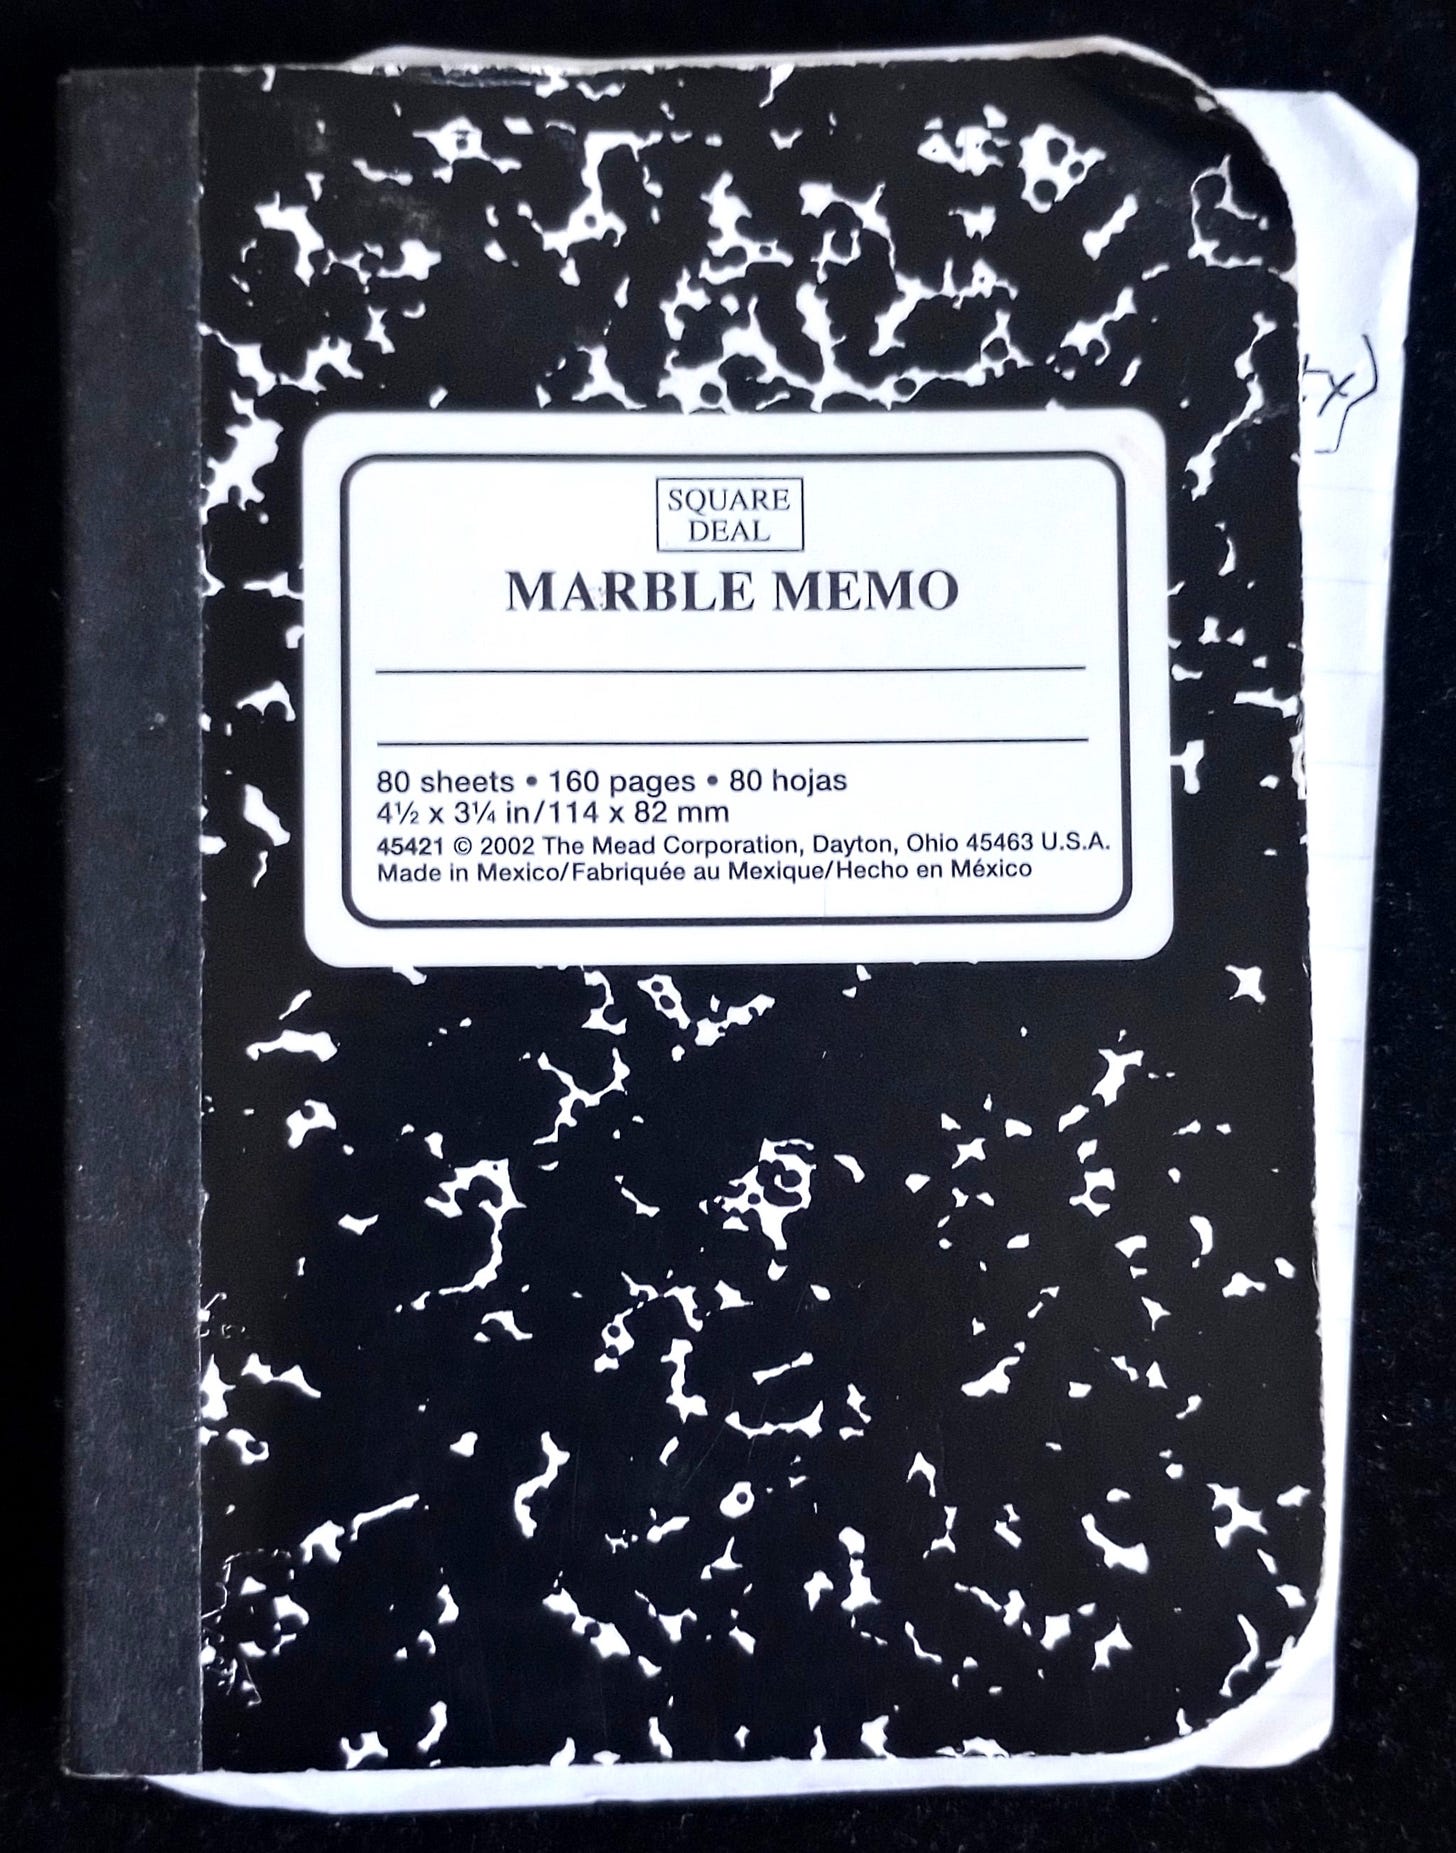 SQUARE
DEAL
MARBLE MEMO
80 sheets • 160 pages • 80 hojas
4½ x 3¼ in/114 x 82 mm
45421 © 2002 The Mead Corporation, Dayton, Ohio 45463 U.S.A.
Made in Mexico/Fabriquée au Mexique/Hecho en México